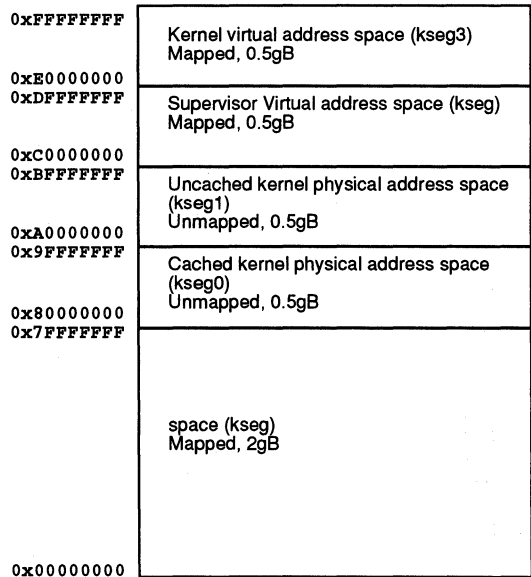 0xFFFFFFFF
Kernel virtual address space (kseg3)
Mapped, 0.5gB
0xE0000000
0xDFFFFFFF
Supervisor Virtual address space (kseg)
Mapped, 0.5gB
0xC0000000
0xBFFFFFFF
Uncached kernel physical address space
(kseg1)
Unmapped, 0.5gB
0xA0000000
0x9FFFFFFF
Cached kernel physical address space
(kseg0)
Unmapped, 0.5gB
0x80000000
0x7FFFFFFF
space (kseg)
Mapped, 2gB
0x00000000